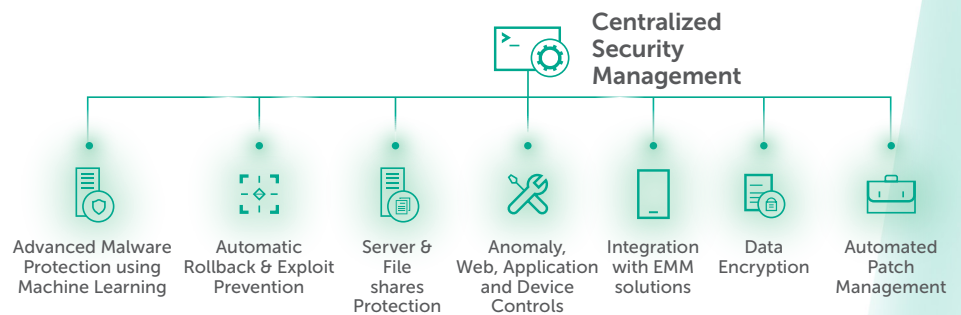 Centralized
Security
Management
Advanced Malware
Protection using
Machine Learning
Automatic
Rollback & Exploit
Prevention
Server &
File
shares
Protection
Anomaly,
Web, Application
and Device
Controls
Integration
with EMM
solutions
Data
Encryption
Automated
Patch
Management